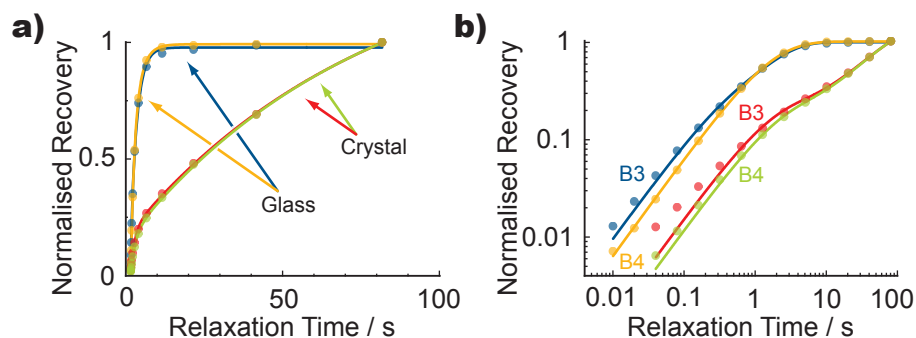 a)
Normalised Recovery
1
0.5
0
0
50
100
Relaxation Time / s
Glass
Crystal
b)
Normalised Recovery
1
0.1
0.01
0.01
0.1
1
10
100
Relaxation Time / s
B3
B4
B3
B4